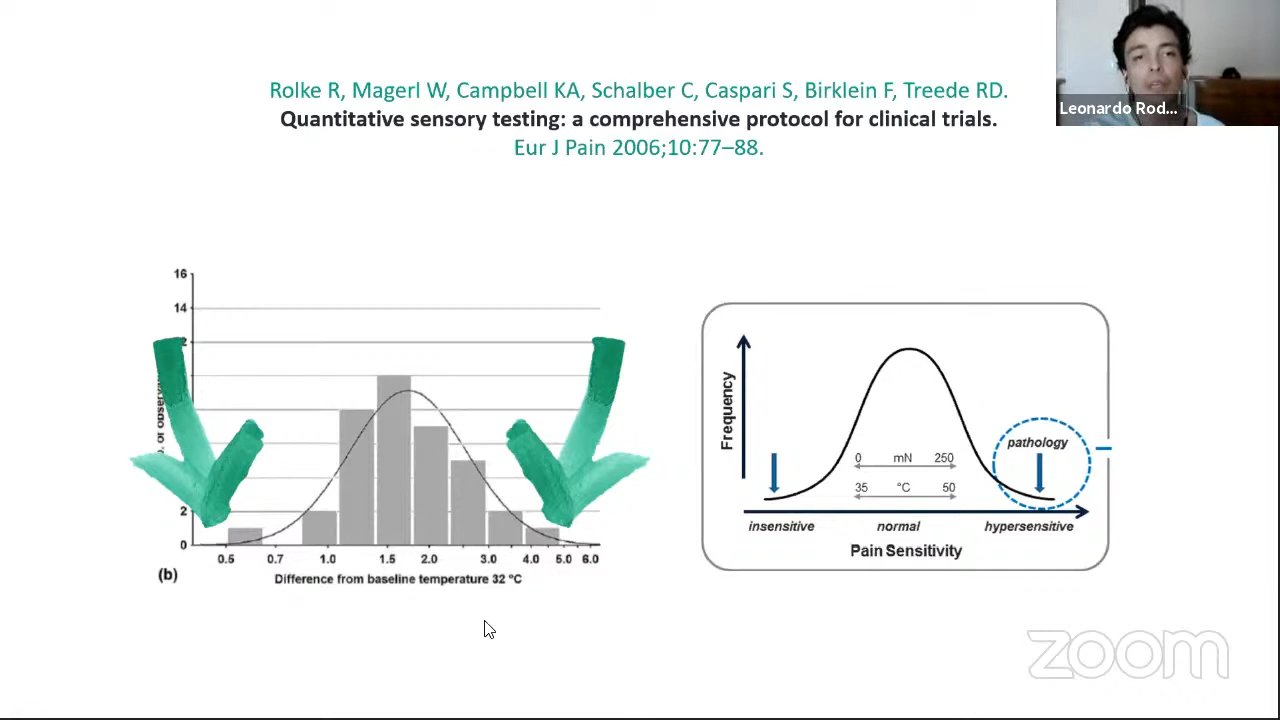 Rolke R, Magerl W, Campbell KA, Schalber C, Caspari S, Birklein F, Treede RD.
Quantitative sensory testing: a comprehensive protocol for clinical trials.
Eur J Pain 2006;10:77–88.
Leonardo Rod...
16
14
2
2
0
of observa
0.5 0.7 1.0 1.5 2.0 3.0 4.0 5.0 6.0
(b)
Difference from baseline temperature 32 °C
Frequency
pathology
0 mN 250
35 °C 50
insensitive normal hypersensitive
Pain Sensitivity
zoom